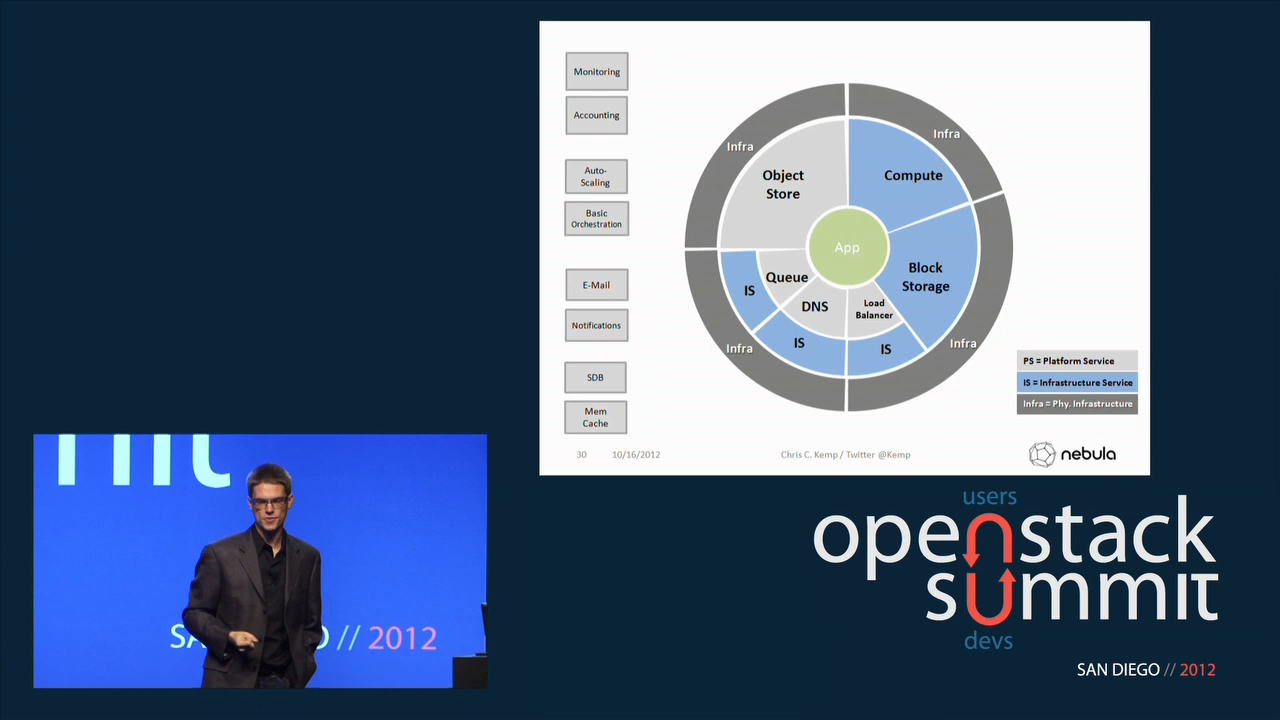 Monitoring
Accounting
Auto-
Scaling
Basic
Orchestration
E-Mail
Notifications
SDB
Mem
Cache
Infra
Infra
Object
Store
Compute
App
Block
Storage
Queue
IS
DNS
Load
Balancer
IS
IS
Infra
Infra
PS = Platform Service
IS = Infrastructure Service
Infra = Phy. Infrastructure
30
10/16/2012
Chris C. Kemp / Twitter @Kemp
nebula
users
openstack
summit
devs
SAN DIEGO // 2012
// 2012